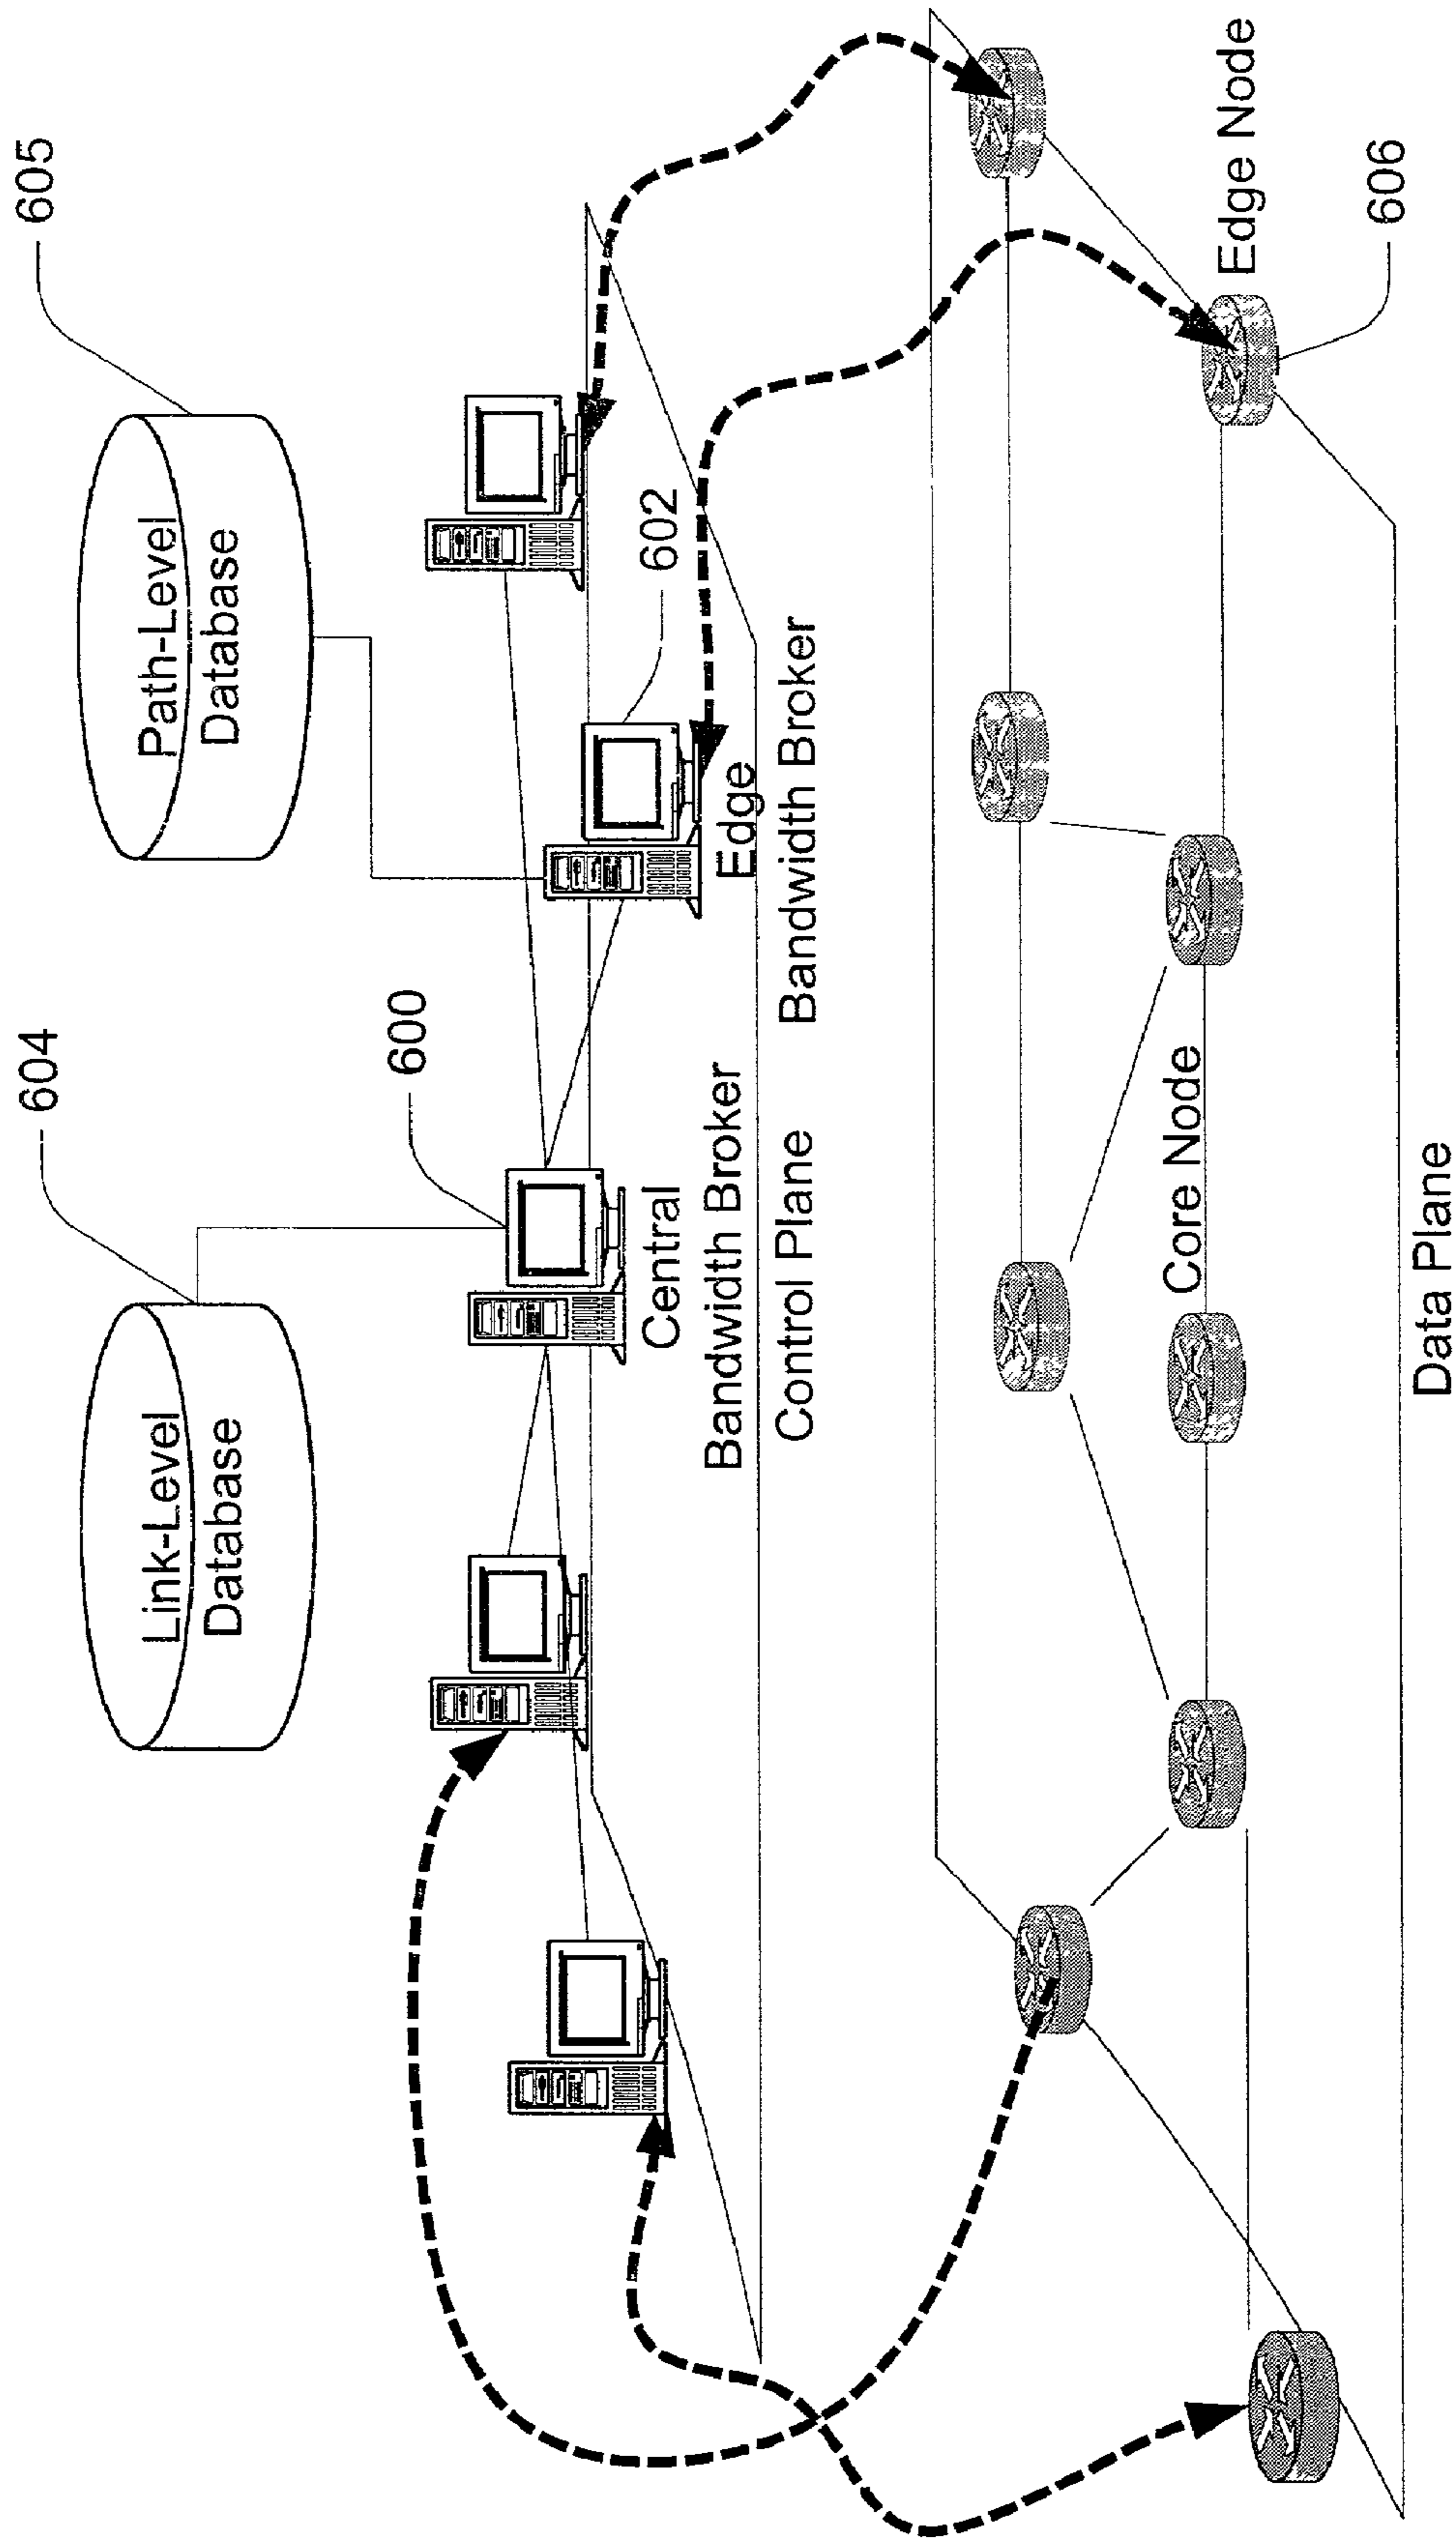 604
605
Link-Level
Database
Path-Level
Database
600
602
Central
Bandwidth Broker
Control Plane
Edge
Bandwidth Broker
Core Node
Edge Node
606
Data Plane